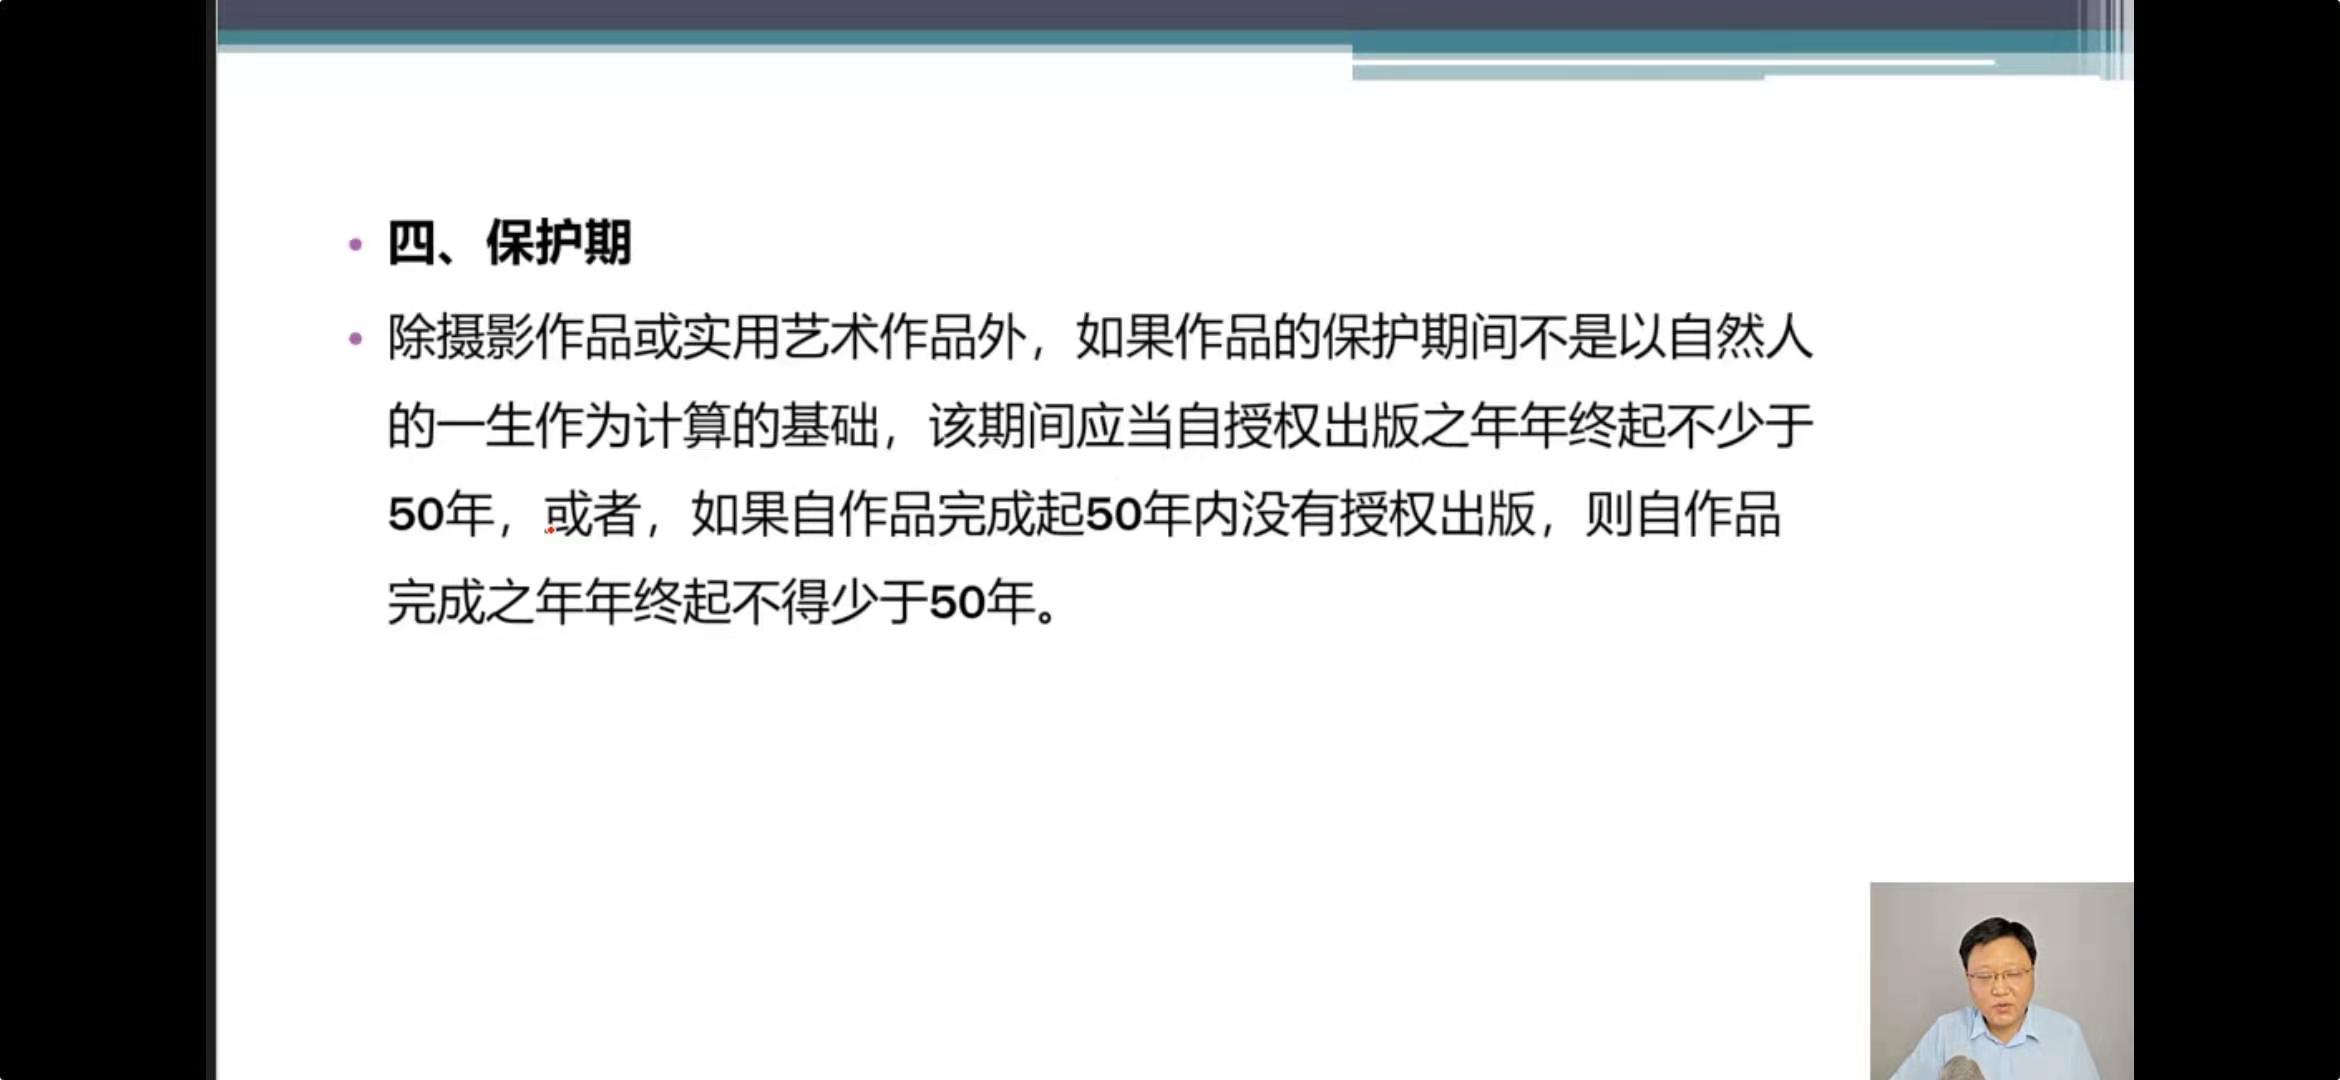 四、保护期
除摄影作品或实用艺术作品外，如果作品的保护期间不是以自然人
的一生作为计算的基础，该期间应当自授权出版之年年终起不少于
50年，或者，如果自作品完成起50年内没有授权出版，则自作品
完成之年年终起不得少于50年。